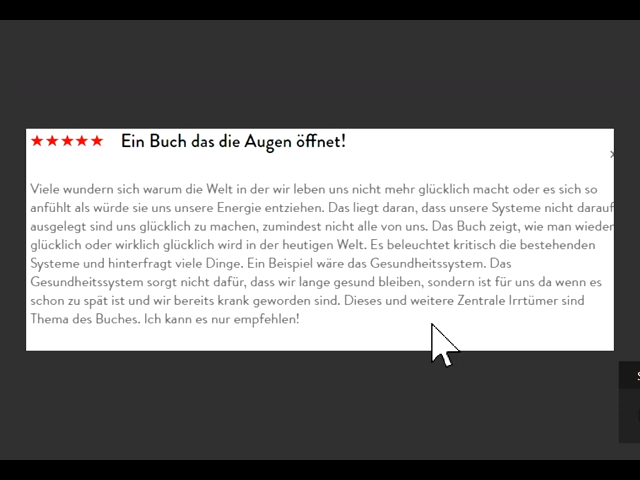 ★★★★★ Ein Buch das die Augen öffnet!
Viele wundern sich warum die Welt in der wir leben uns nicht mehr glücklich macht oder es sich so
anfühlt als würde sie uns unsere Energie entziehen. Das liegt daran, dass unsere Systeme nicht darauf
ausgelegt sind uns glücklich zu machen, zumindest nicht alle von uns. Das Buch zeigt, wie man wieder
glücklich oder wirklich glücklich wird in der heutigen Welt. Es beleuchtet kritisch die bestehenden
Systeme und hinterfragt viele Dinge. Ein Beispiel wäre das Gesundheitssystem. Das
Gesundheitssystem sorgt nicht dafür, dass wir lange gesund bleiben, sondern ist für uns da wenn es
schon zu spät ist und wir bereits krank geworden sind. Dieses und weitere Zentrale Irrtümer sind
Thema des Buches. Ich kann es nur empfehlen!